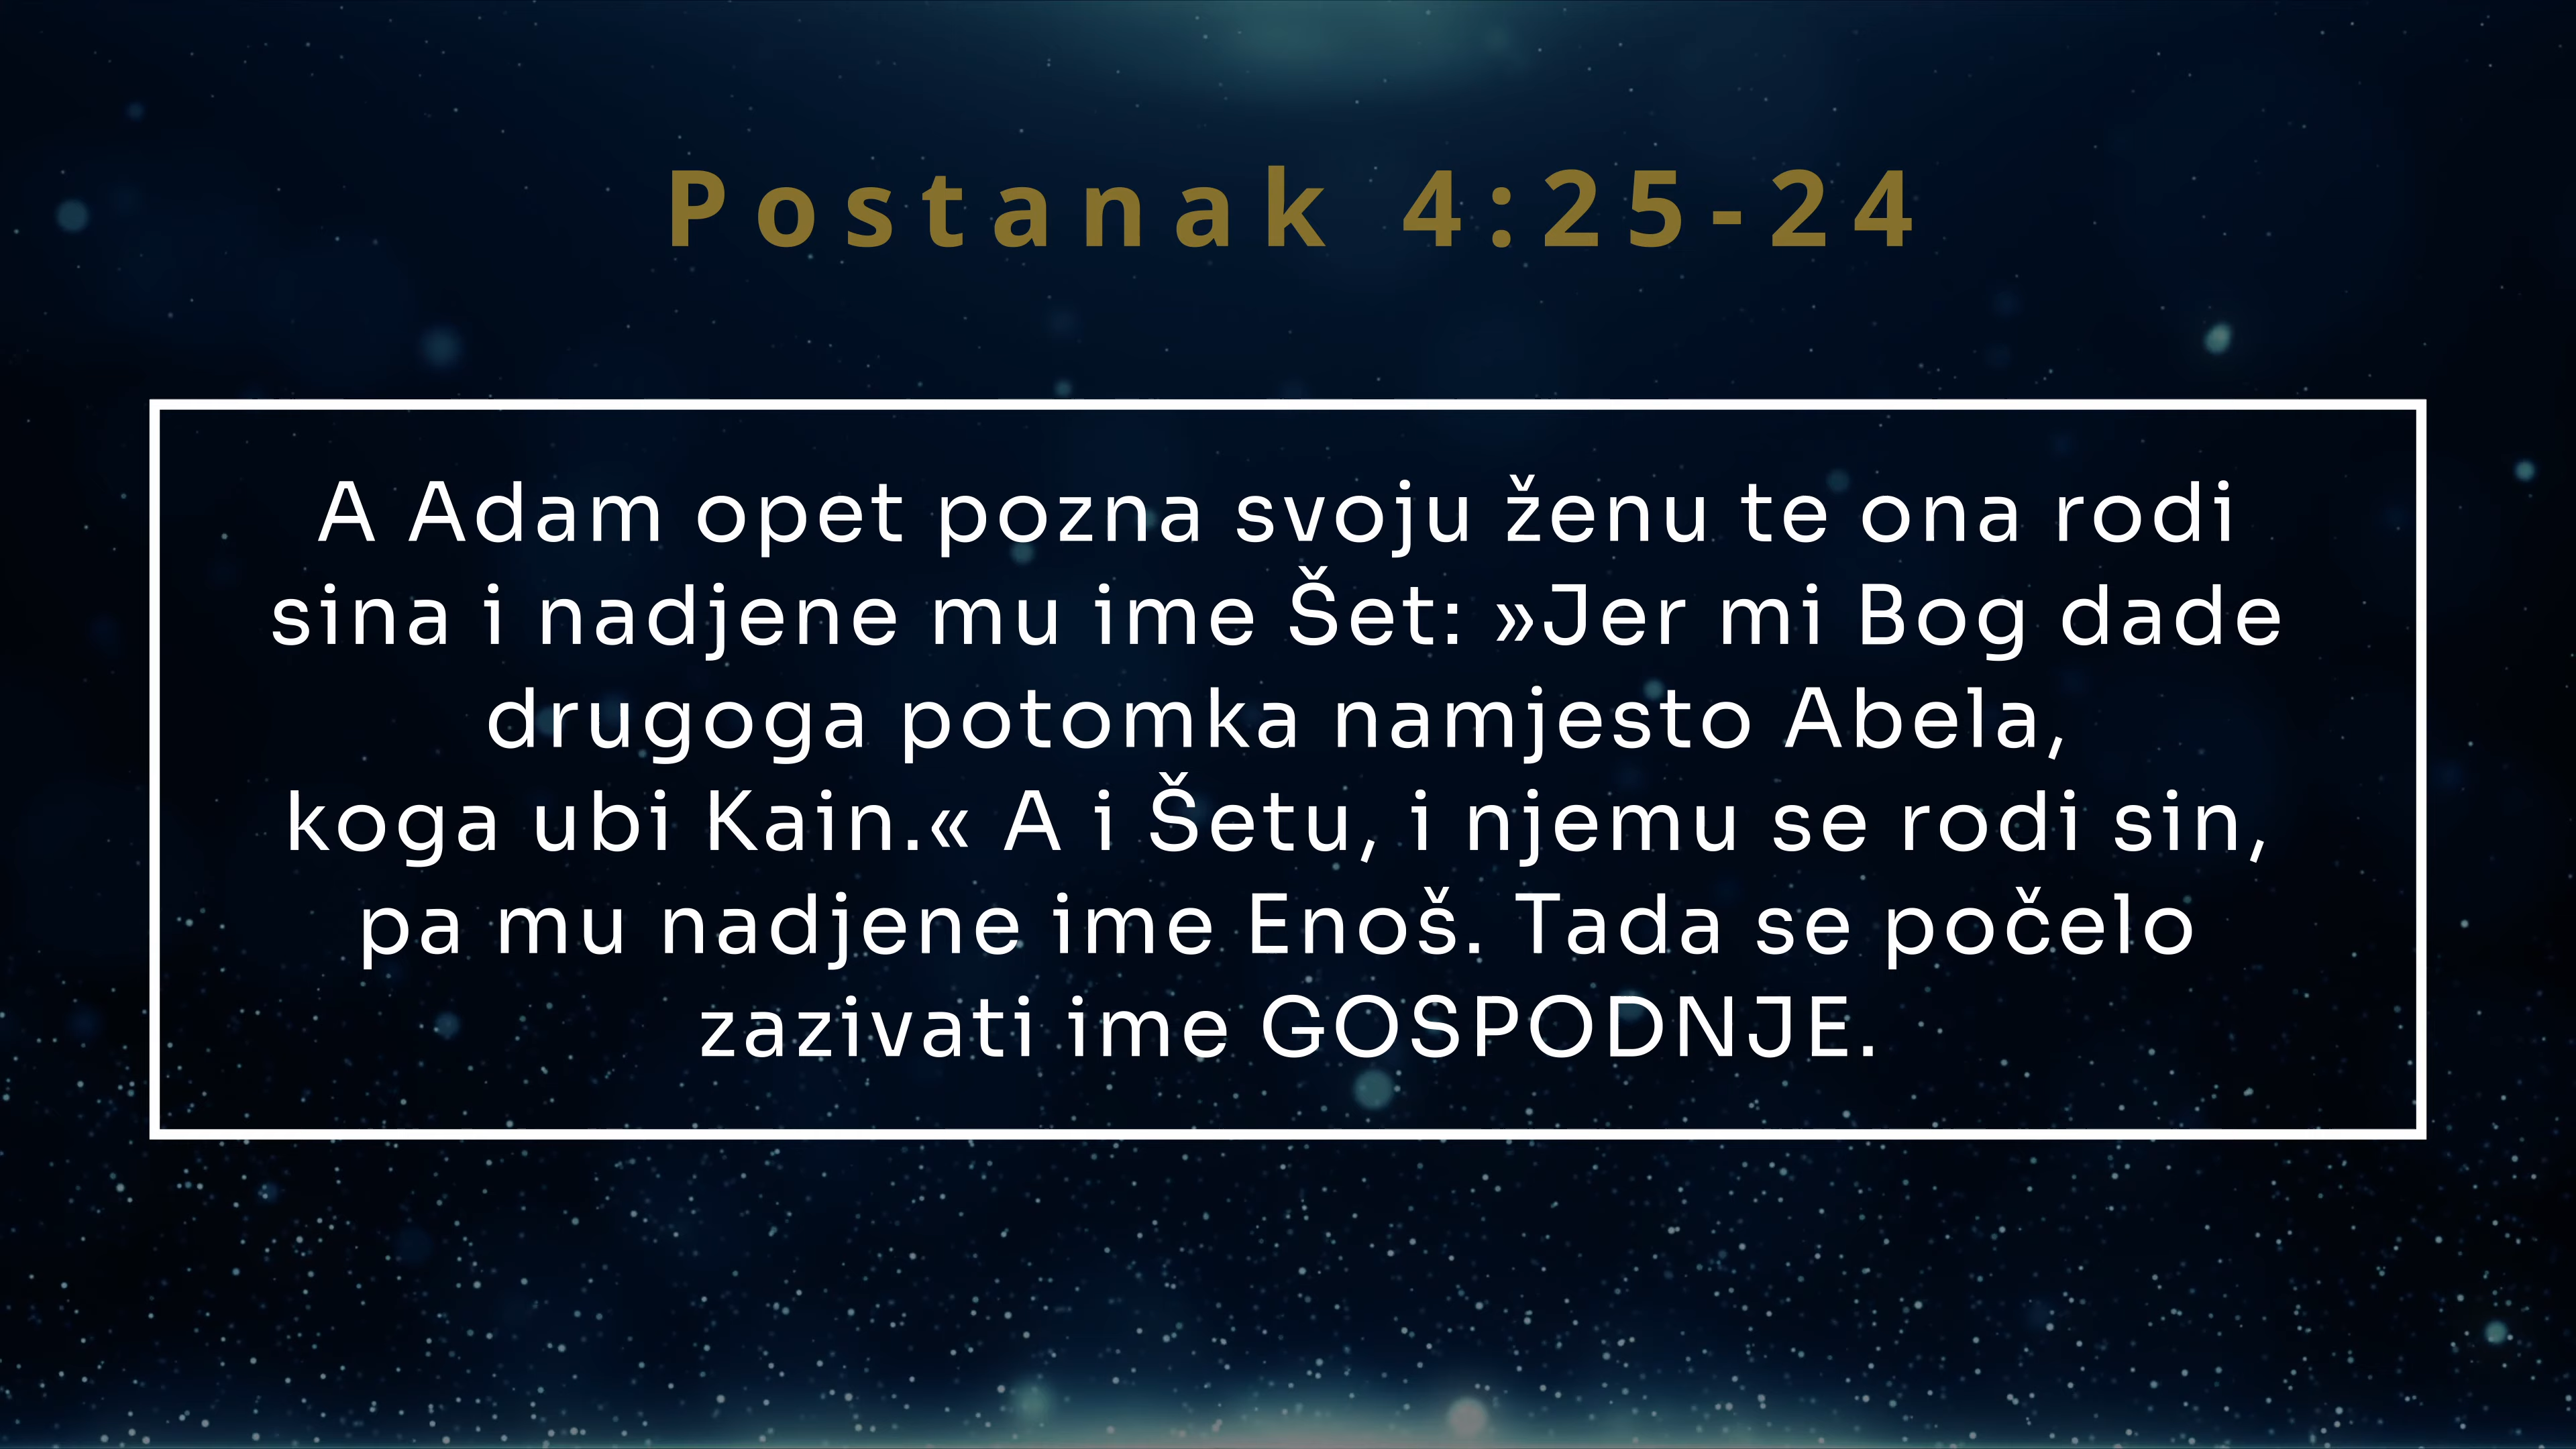 Postanak 4:25-24
A Adam opet pozna svoju ženu te ona rodi
sina i nadjene mu ime Šet: »Jer mi Bog dade
drugoga potomka namjesto Abela,
koga ubi Kain.« A i Šetu, i njemu se rodi sin,
pa mu nadjene ime Enoš. Tada se počelo
zazivati ime GOSPODNJE.